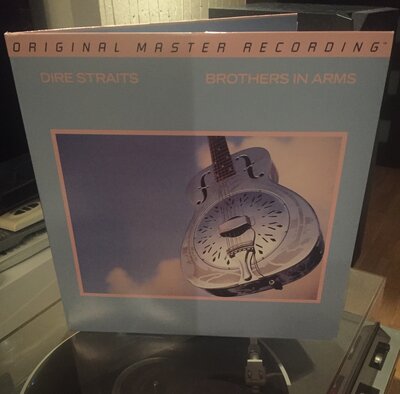 ORIGINAL MASTER RECORDING™
DIRE STRAITS BROTHERS IN ARMS